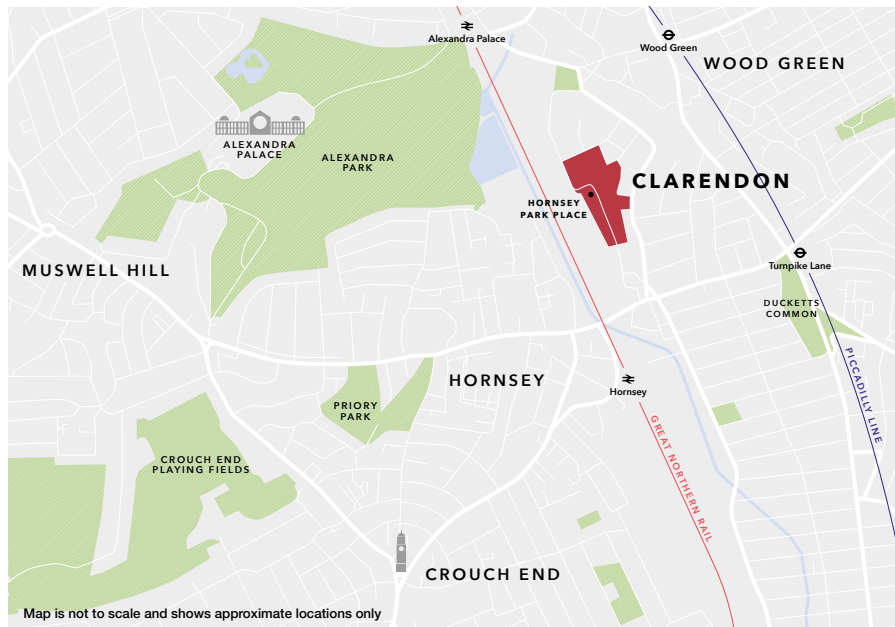 Alexandra Palace
Wood Green
WOOD GREEN
ALEXANDRA
PALACE
ALEXANDRA
PARK
CLARENDON
HORNSEY
PARK PLACE
MUSWELL HILL
Turnpike Lane
DUCKETTS
COMMON
PICCADILLY LINE
HORNSEY
Hornsey
PRIORY
PARK
GREAT NORTHERN RAIL
CROUCH END
PLAYING FIELDS
CROUCH END
Map is not to scale and shows approximate locations only